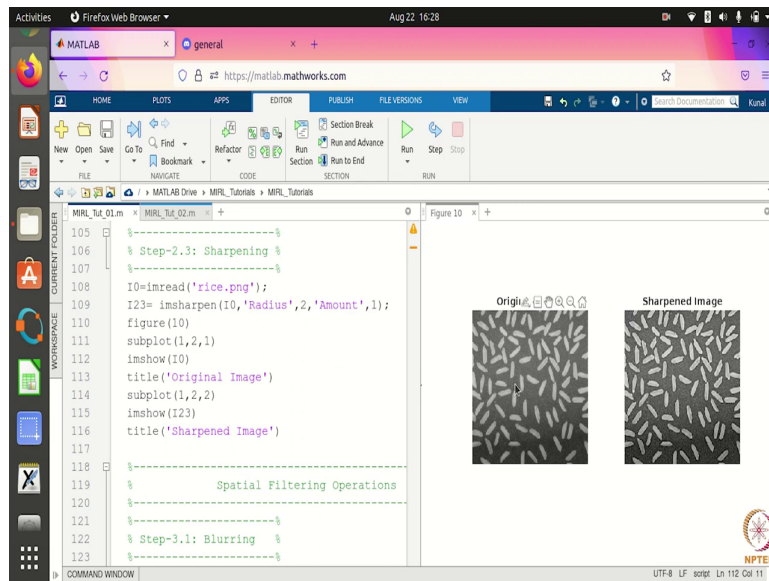 Activities
Firefox Web Browser
Aug 22 16:28
MATLAB
general
https://matlab.mathworks.com
HOME PLOTS APPS EDITOR PUBLISH FILE VERSIONS VIEW
Search Documentation
Kunal
New Open Save
Go To
Find
Bookmark
Refactor
Run Section
Section Break
Run and Advance
Run to End
Run Step Stop
FILE NAVIGATE CODE SECTION RUN
/ > MATLAB Drive > MIRL_Tutorials > MIRL_Tutorials
CURRENT FOLDER
WORKSPACE
MIRL_Tut_01.m × MIRL_Tut_02.m × +
105 %-----------------------%
106 % Step-2.3: Sharpening %
107 %-----------------------%
108 I0=imread('rice.png');
109 I23= imsharpen(I0,'Radius',2,'Amount',1);
110 figure(10)
111 subplot(1,2,1)
112 imshow(I0)
113 title('Original Image')
114 subplot(1,2,2)
115 imshow(I23)
116 title('Sharpened Image')
117
118 %-------------------------------------------
119 % Spatial Filtering Operations
120 %-------------------------------------------
121 %-----------------------%
122 % Step-3.1: Blurring %
123 %-----------------------%
Figure 10 × +
Origi
Sharpened Image
NPTE
COMMAND WINDOW
UTF-8 LF script Ln 112 Col 11